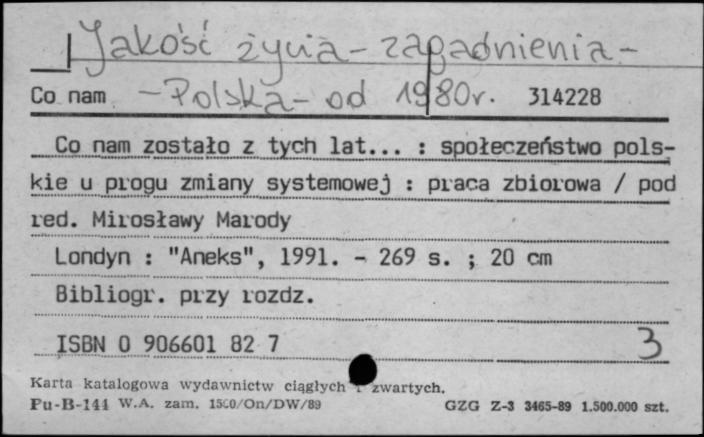 Jakość życia - zagadnienia -
Co nam - Polska - od 1980r. 314228
Co nam zostało z tych lat... : społeczeństwo pols-
kie u progu zmiany systemowej : praca zbiorowa / pod
red. Mirosławy Marody
Londyn : "Aneks", 1991. - 269 s. ; 20 cm
Bibliogr. przy rozdz.
ISBN 0 906601 82 7 3
Karta katalogowa wydawnictw ciągłych i zwartych.
Pu-B-144 W.A. zam. 1500/On/DW/89 GZG Z-3 3465-89 1.500.000 szt.